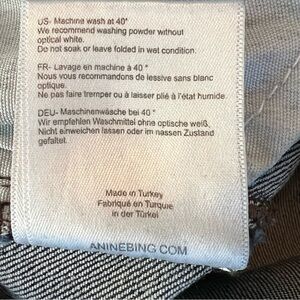 US- Machine wash at 40°
We recommend washing powder without
optical white.
Do not soak or leave folded in wet condition.
FR- Lavage en machine à 40°
Nous vous recommandons de lessive sans blanc
optique.
Ne pas faire tremper ou à laisser plié à l'état humide.
DEU- Maschinenwäsche bei 40°
Wir empfehlen Waschmittel ohne optische weiß.
Nicht einweichen lassen oder im nassen Zustand
gefaltet.
Made in Turkey
Fabriqué en Turquie
in der Türkei
ANINEBING.COM